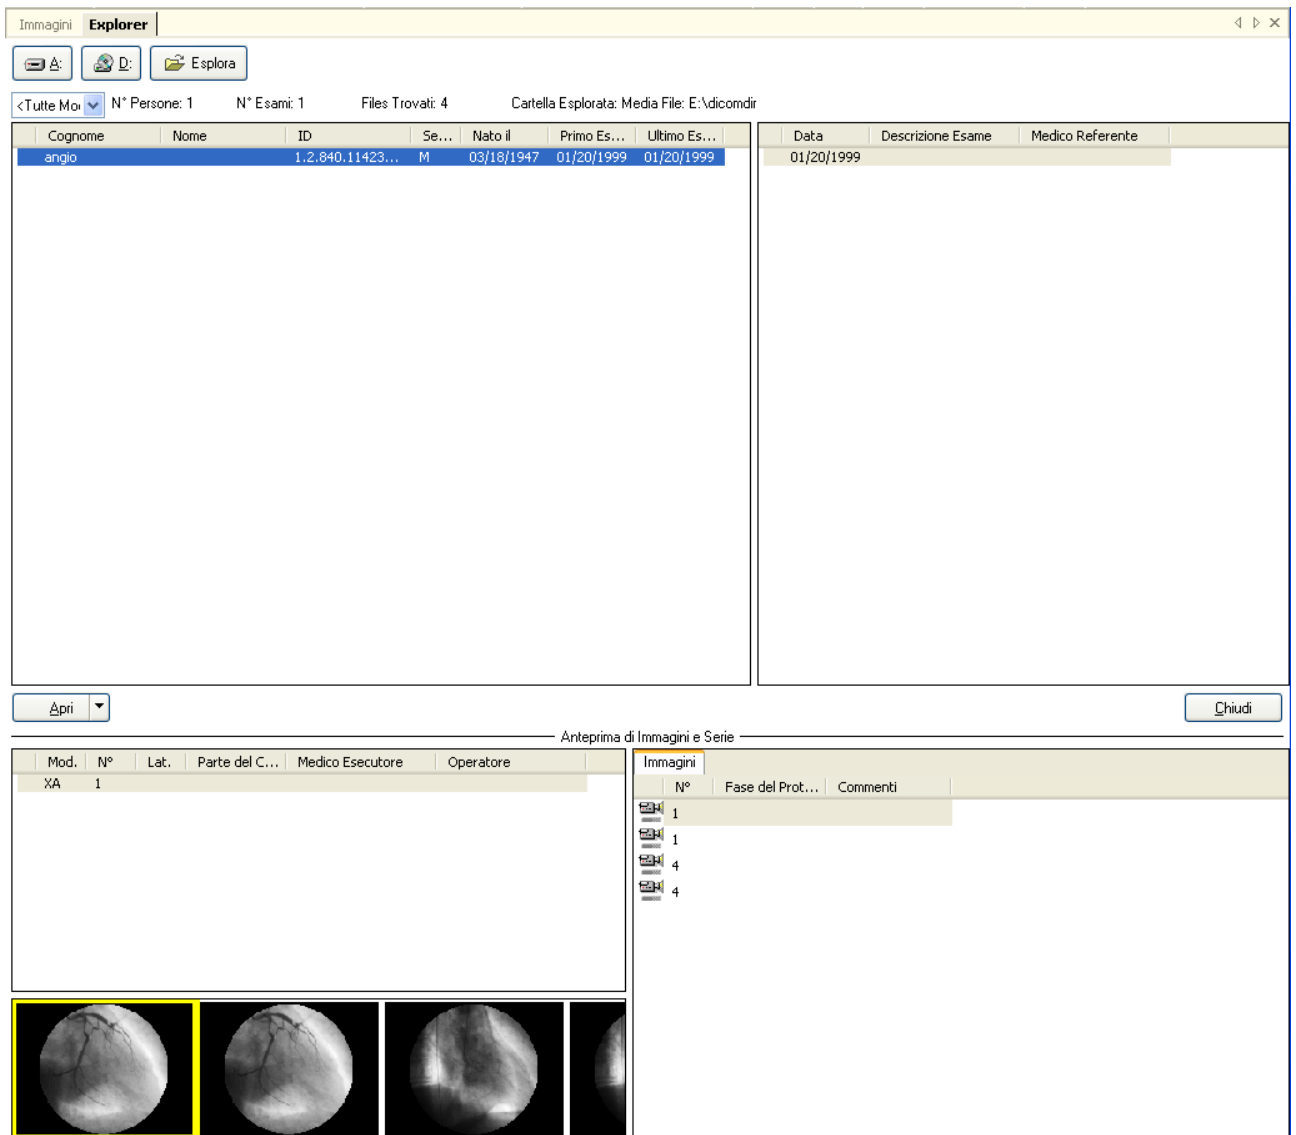 Immagini Explorer
A: D: Esplora
<Tutte Mo N° Persone: 1 N° Esami: 1 Files Trovati: 4 Cartella Esplorata: Media File: E:\dicomdir
Cognome Nome ID Se... Nato il Primo Es... Ultimo Es... Data Descrizione Esame Medico Referente
angio 1.2.840.11423... M 03/18/1947 01/20/1999 01/20/1999 01/20/1999
Apri Chiudi
Anteprima di Immagini e Serie
Mod. N° Lat. Parte del C... Medico Esecutore Operatore
XA 1
Immagini
N° Fase del Prot... Commenti
1
1
4
4